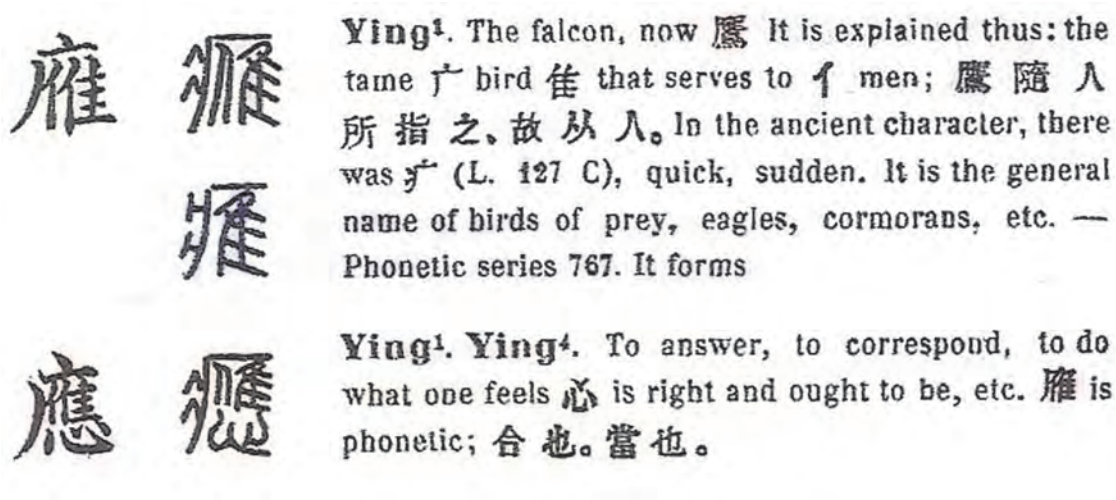 䧹
Ying¹. The falcon, now 鷹 It is explained thus: the
tame 广 bird 隹 that serves to 亻 men; 鷹 隨 人
所 指 之、故 从 人。In the ancient character, there
was 疒 (L. 127 C), quick, sudden. It is the general
name of birds of prey, eagles, cormorans, etc. —
Phonetic series 767. It forms
應
Ying¹. Ying⁴. To answer, to correspond, to do
what one feels 心 is right and ought to be, etc. 䧹 is
phonetic; 合 也。當 也。